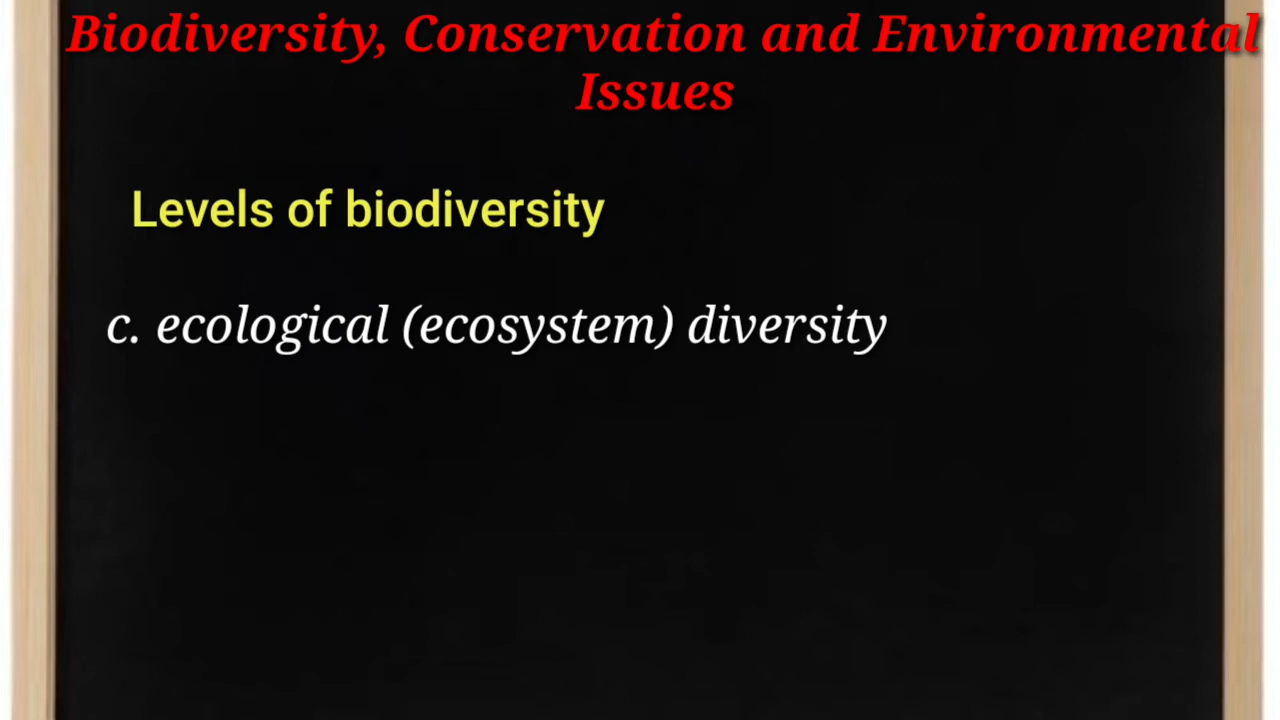 Biodiversity, Conservation and Environmental
Issues
Levels of biodiversity
c. ecological (ecosystem) diversity